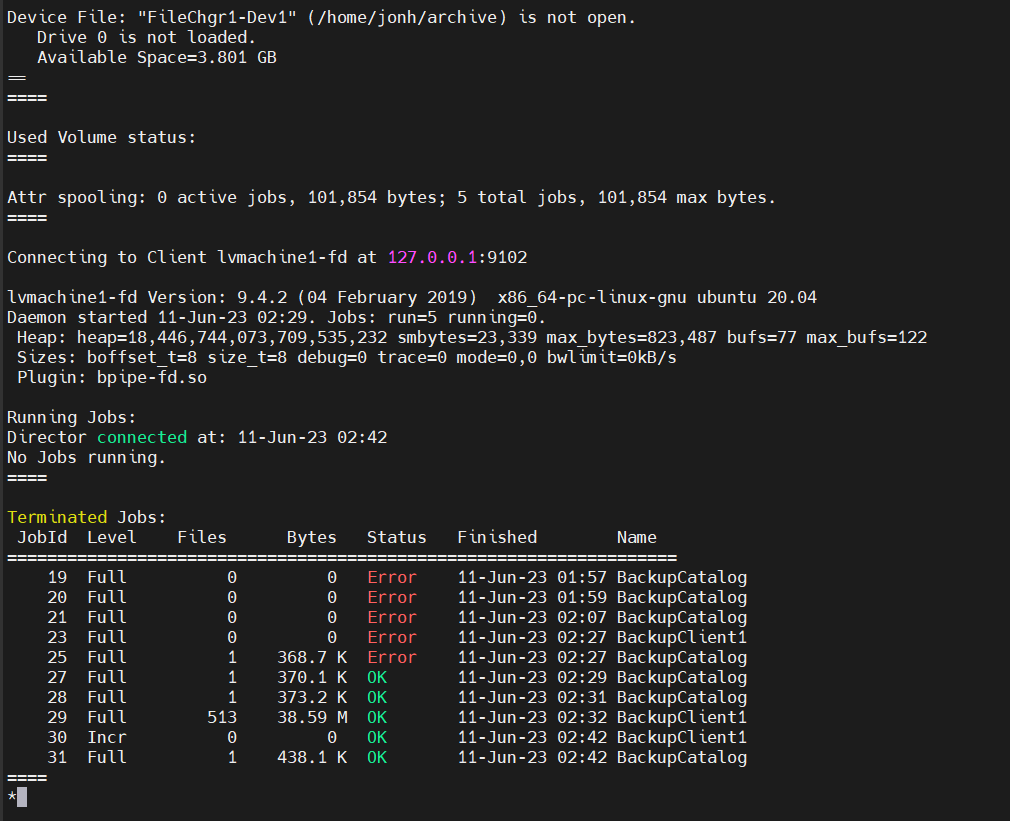 Device File: "FileChgr1-Dev1" (/home/jonh/archive) is not open.
   Drive 0 is not loaded.
   Available Space=3.801 GB
==
====

Used Volume status:
====

Attr spooling: 0 active jobs, 101,854 bytes; 5 total jobs, 101,854 max bytes.
====

Connecting to Client lvmachine1-fd at 127.0.0.1:9102

lvmachine1-fd Version: 9.4.2 (04 February 2019)  x86_64-pc-linux-gnu ubuntu 20.04
Daemon started 11-Jun-23 02:29. Jobs: run=5 running=0.
 Heap: heap=18,446,744,073,709,535,232 smbytes=23,339 max_bytes=823,487 bufs=77 max_bufs=122
 Sizes: boffset_t=8 size_t=8 debug=0 trace=0 mode=0,0 bwlimit=0kB/s
 Plugin: bpipe-fd.so

Running Jobs:
Director connected at: 11-Jun-23 02:42
No Jobs running.
====

Terminated Jobs:
 JobId  Level    Files      Bytes   Status   Finished        Name
===================================================================
    19  Full          0         0   Error    11-Jun-23 01:57 BackupCatalog
    20  Full          0         0   Error    11-Jun-23 01:59 BackupCatalog
    21  Full          0         0   Error    11-Jun-23 02:07 BackupCatalog
    23  Full          0         0   Error    11-Jun-23 02:27 BackupClient1
    25  Full          1    368.7 K  Error    11-Jun-23 02:27 BackupCatalog
    27  Full          1    370.1 K  OK       11-Jun-23 02:29 BackupCatalog
    28  Full          1    373.2 K  OK       11-Jun-23 02:31 BackupCatalog
    29  Full        513    38.59 M  OK       11-Jun-23 02:32 BackupClient1
    30  Incr          0         0   OK       11-Jun-23 02:42 BackupClient1
    31  Full          1    438.1 K  OK       11-Jun-23 02:42 BackupCatalog
====
*